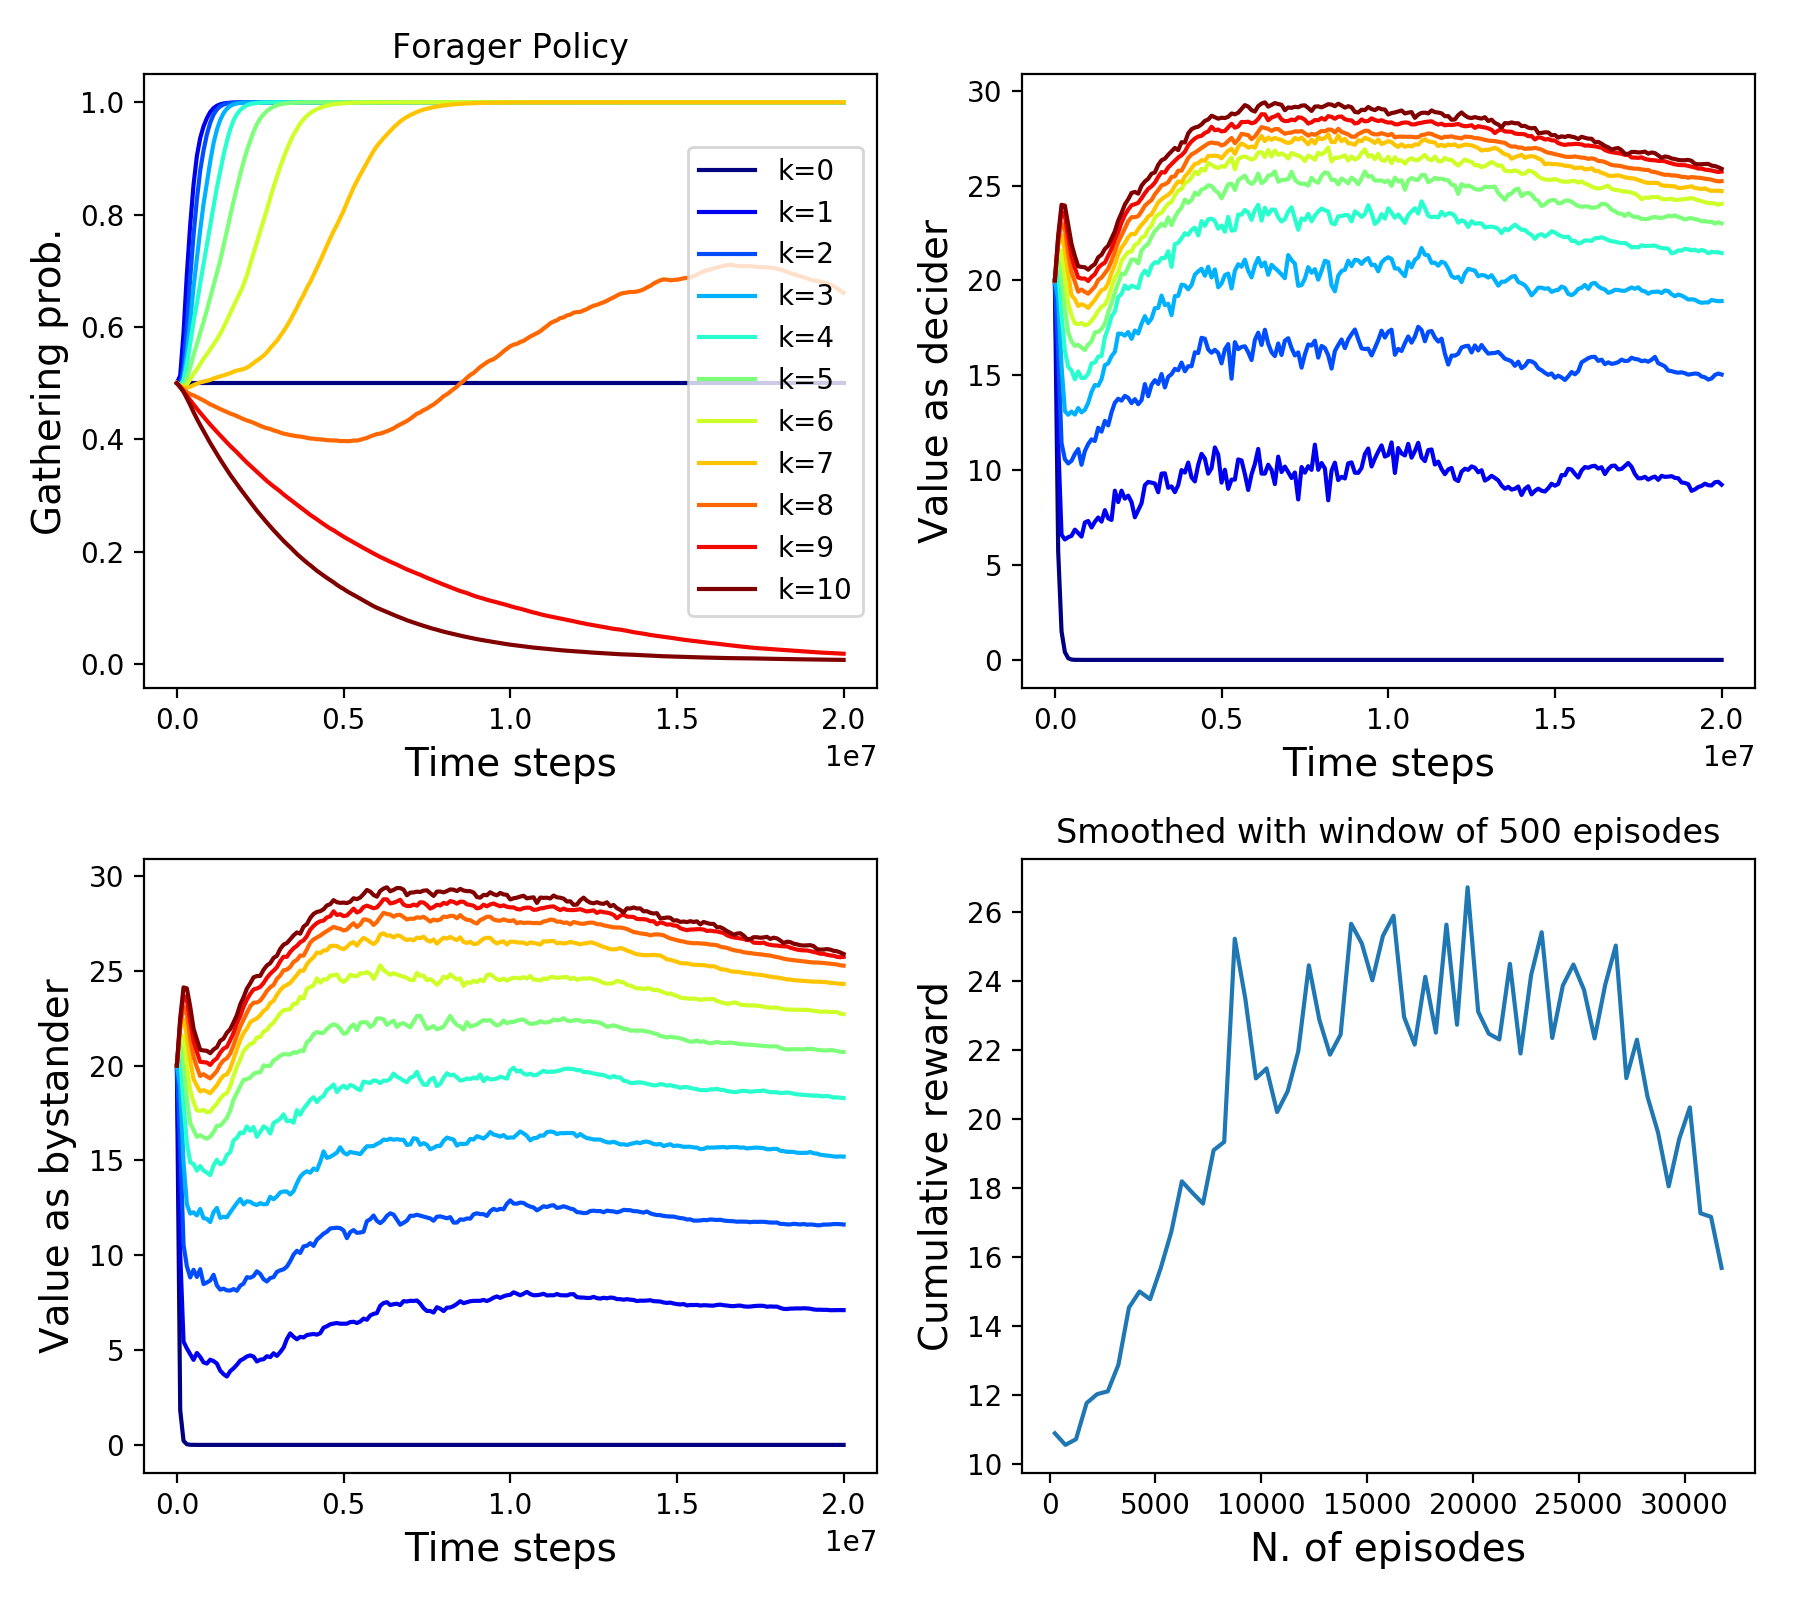 Forager Policy
Gathering prob.
1.0
0.8
0.6
0.4
0.2
0.0
k=0
k=1
k=2
k=3
k=4
k=5
k=6
k=7
k=8
k=9
k=10
0.0 0.5 1.0 1.5 2.0
1e7
Time steps
Value as decider
30
25
20
15
10
5
0
0.0 0.5 1.0 1.5 2.0
1e7
Time steps
Value as bystander
30
25
20
15
10
5
0
0.0 0.5 1.0 1.5 2.0
1e7
Time steps
Smoothed with window of 500 episodes
Cumulative reward
26
24
22
20
18
16
14
12
10
0 5000 10000 15000 20000 25000 30000
N. of episodes